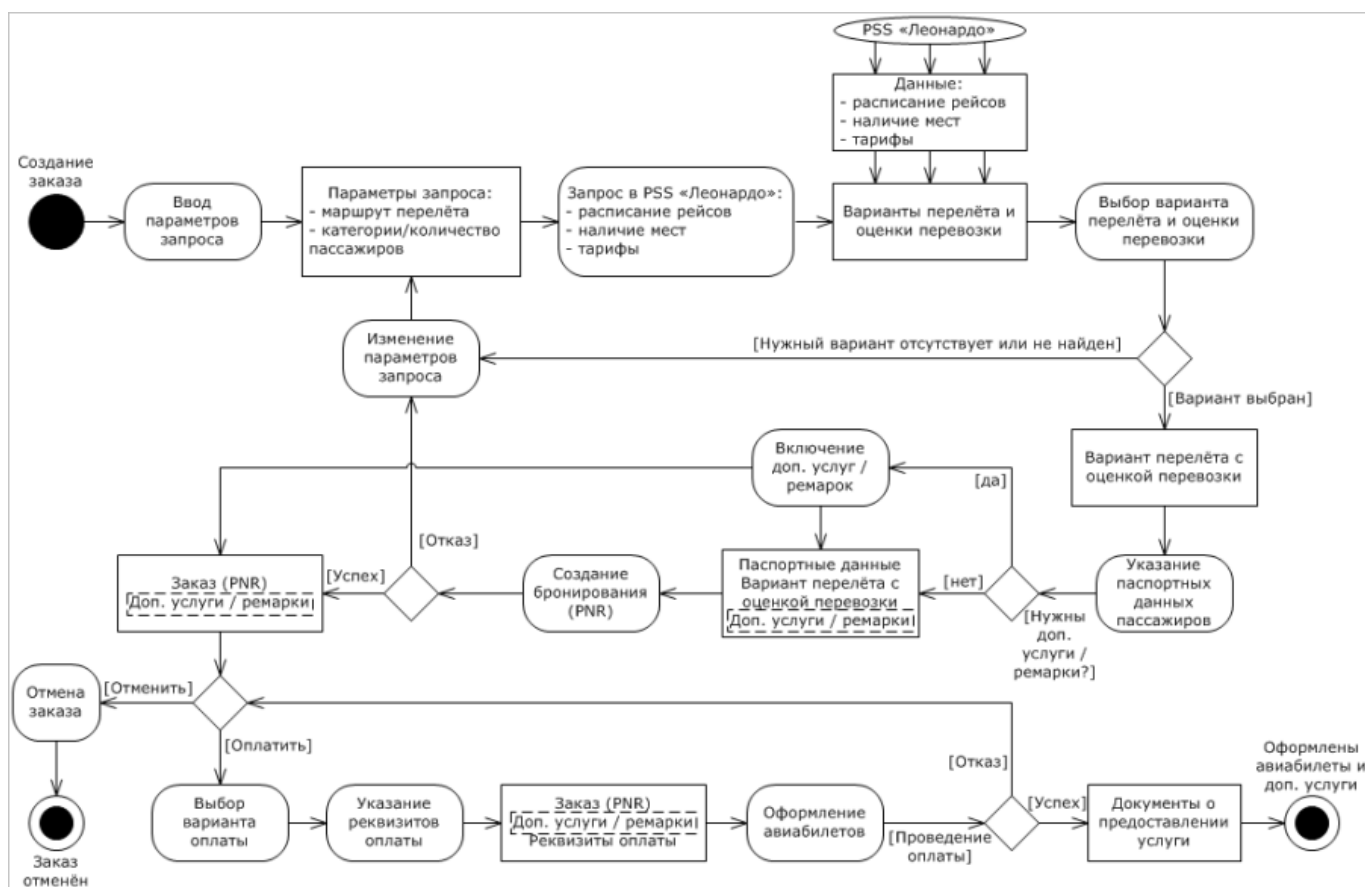 PSS «Леонардо»
Данные:
- расписание рейсов
- наличие мест
- тарифы
Создание
заказа
Ввод
параметров
запроса
Параметры запроса:
- маршрут перелёта
- категории/количество
пассажиров
Запрос в PSS «Леонардо»:
- расписание рейсов
- наличие мест
- тарифы
Варианты перелёта и
оценки перевозки
Выбор варианта
перелёта и оценки
перевозки
Изменение
параметров
запроса
[Нужный вариант отсутствует или не найден]
[Вариант выбран]
Вариант перелёта с
оценкой перевозки
Включение
доп. услуг /
ремарок
[да]
[Отказ]
Заказ (PNR)
Доп. услуги / ремарки
[Успех]
Создание
бронирования
(PNR)
Паспортные данные
Вариант перелёта с
оценкой перевозки
Доп. услуги / ремарки
[нет]
[Нужны
доп.
услуги /
ремарки?]
Указание
паспортных
данных
пассажиров
Отмена
заказа
[Отменить]
[Оплатить]
[Отказ]
Оформлены
авиабилеты и
доп. услуги
Выбор
варианта
оплаты
Указание
реквизитов
оплаты
Заказ (PNR)
Доп. услуги / ремарки
Реквизиты оплаты
Оформление
авиабилетов
[Проведение
оплаты]
[Успех]
Документы о
предоставлении
услуги
Заказ
отменён